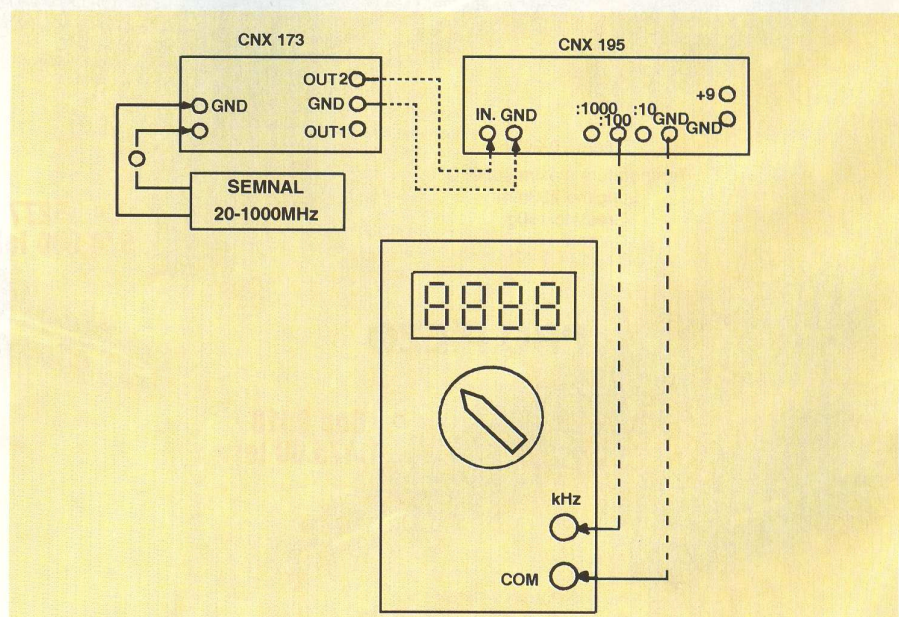 CNX 173
CNX 195
OUT2
GND
GND
OUT1
IN. GND
:1000
:100
:10
GND
+9
GND
SEMNAL
20-1000MHz
8888
kHz
COM